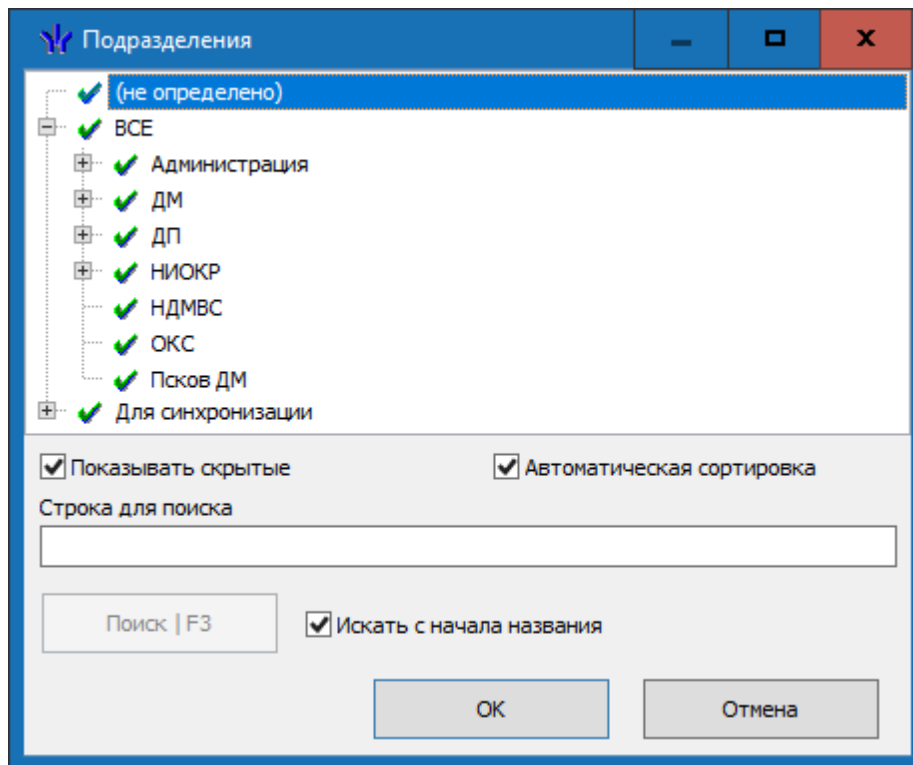 Подразделения
(не определено)
ВСЕ
Администрация
ДМ
ДП
НИОКР
НДМВС
ОКС
Псков ДМ
Для синхронизации
Показывать скрытые
Автоматическая сортировка
Строка для поиска
Поиск | F3
Искать с начала названия
OK
Отмена